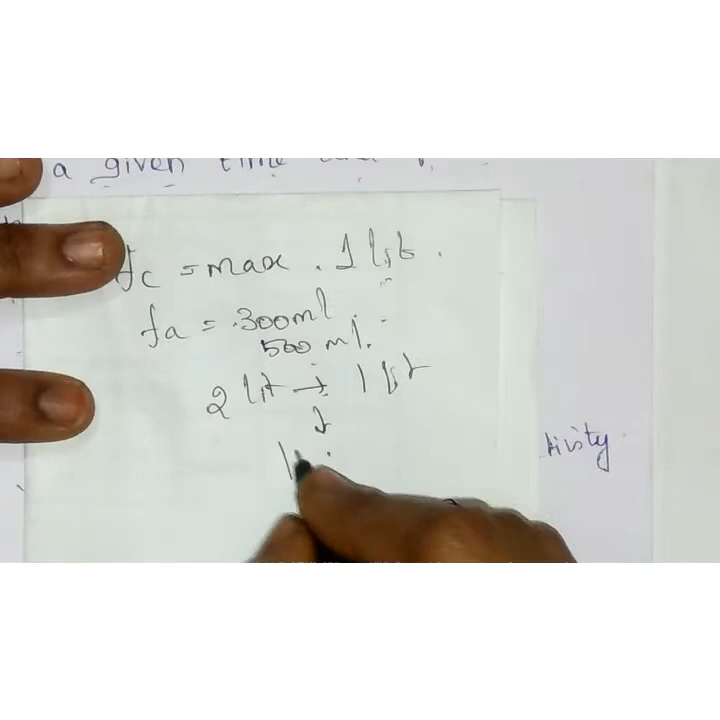 a given time
fc = max . 1 lit .
fa = .300ml .
500 ml.
2 lit → 1 lit
↓
tivity